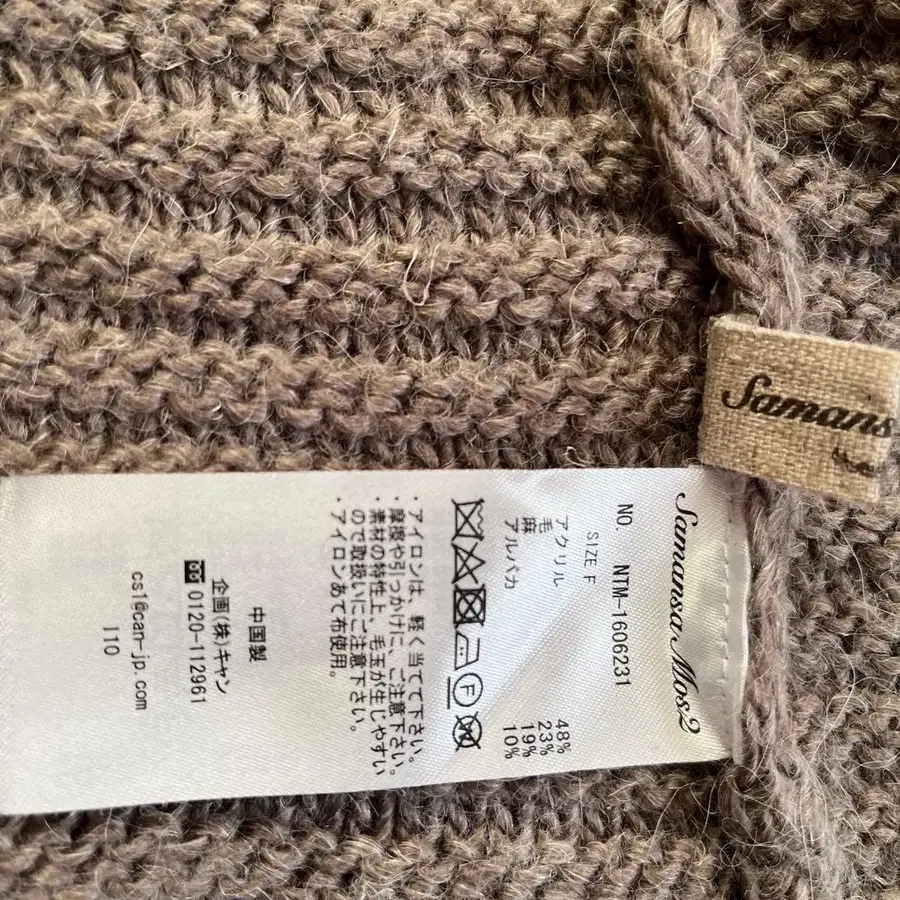 Samansa Mos2
NO. NTM-1606231
SIZE F
アクリル 48%
毛 23%
麻 19%
アルパカ 10%
F
・アイロンは、軽く当てて下さい。
・摩擦や引っかけに、ご注意下さい。
・素材の特性上、毛玉が生じやすい
ので取扱いにご注意下さい。
・アイロンあて布使用。
中国製
企画(株)キャン
0120-112961
cs1@can-jp.com
110
Samans